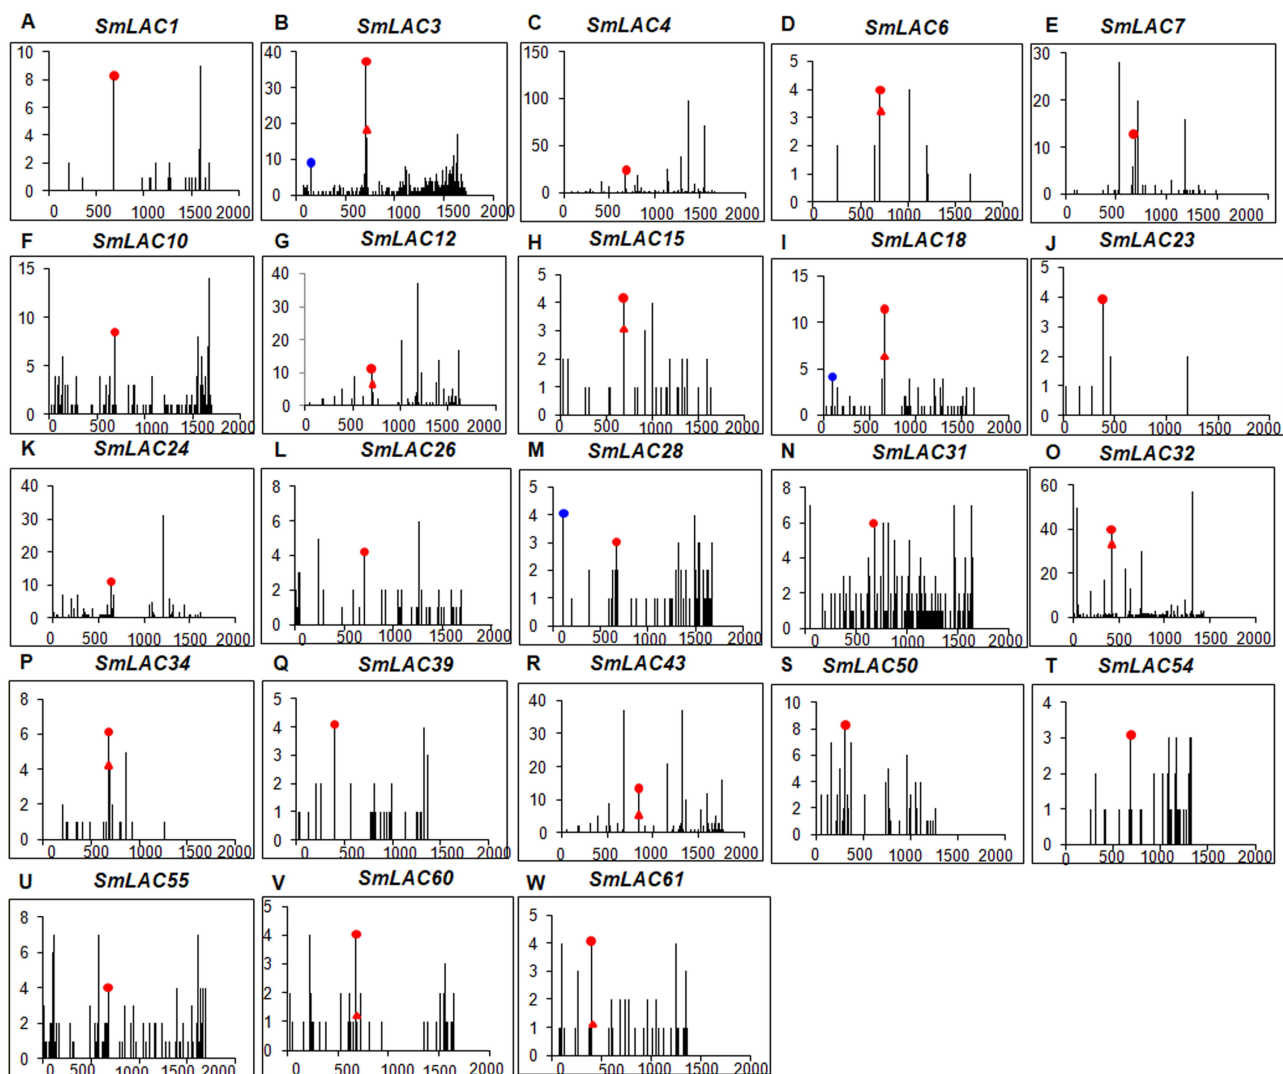 A SmLAC1 B SmLAC3 C SmLAC4 D SmLAC6 E SmLAC7
10 8 6 4 2 0
0 500 1000 1500 2000
40 30 20 10 0
0 500 1000 1500 2000
150 100 50 0
0 500 1000 1500 2000
5 4 3 2 1 0
0 500 1000 1500 2000
30 20 10 0
0 500 1000 1500 2000
F SmLAC10 G SmLAC12 H SmLAC15 I SmLAC18 J SmLAC23
15 10 5 0
0 500 1000 1500 2000
40 30 20 10 0
0 500 1000 1500 2000
5 4 3 2 1 0
0 500 1000 1500 2000
15 10 5 0
0 500 1000 1500 2000
5 4 3 2 1 0
0 500 1000 1500 2000
K SmLAC24 L SmLAC26 M SmLAC28 N SmLAC31 O SmLAC32
40 30 20 10 0
0 500 1000 1500 2000
8 6 4 2 0
0 500 1000 1500 2000
5 4 3 2 1 0
0 500 1000 1500 2000
8 6 4 2 0
0 500 1000 1500 2000
60 40 20 0
0 500 1000 1500 2000
P SmLAC34 Q SmLAC39 R SmLAC43 S SmLAC50 T SmLAC54
8 6 4 2 0
0 500 1000 1500 2000
5 4 3 2 1 0
0 500 1000 1500 2000
40 30 20 10 0
0 500 1000 1500 2000
10 8 6 4 2 0
0 500 1000 1500 2000
4 3 2 1 0
0 500 1000 1500 2000
U SmLAC55 V SmLAC60 W SmLAC61
8 6 4 2 0
0 500 1000 1500 2000
5 4 3 2 1 0
0 500 1000 1500 2000
5 4 3 2 1 0
0 500 1000 1500 2000